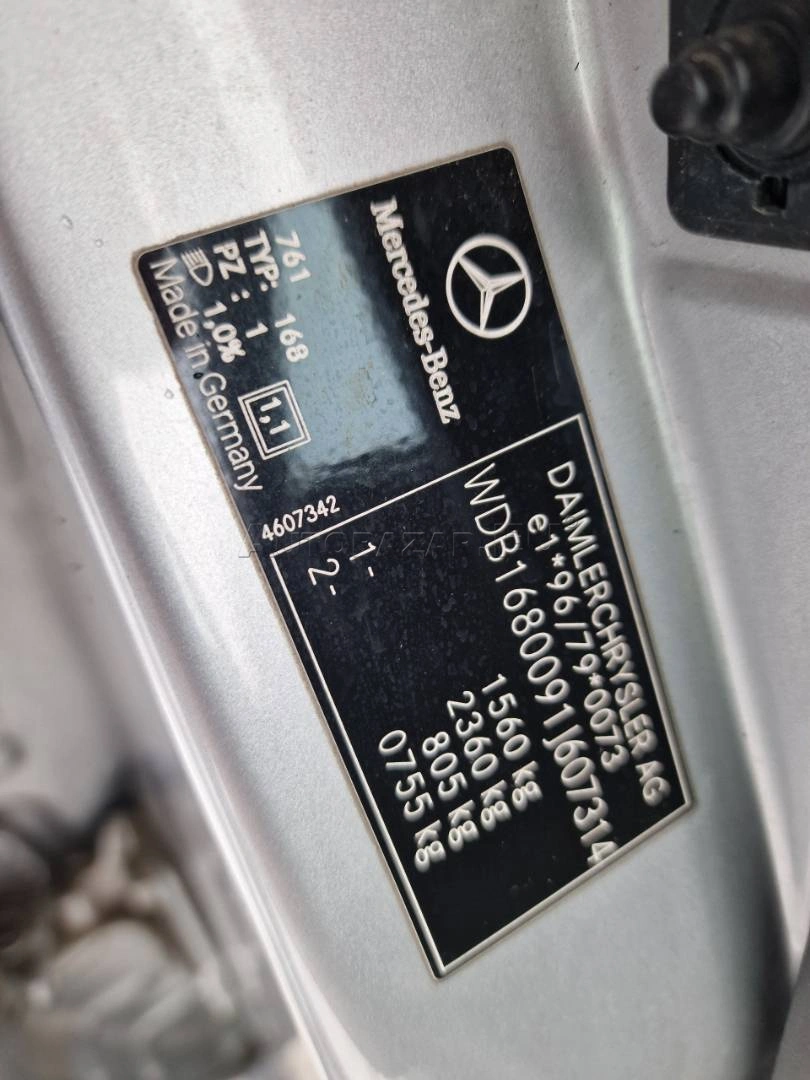 Mercedes-Benz
761
TYP: 168
PZ : 1
1,0%
1,1
Made in Germany
4607342
DAIMLERCHRYSLER AG
e1*96/79*0073
WDB1680091J607314
1560 kg
2360 kg
1- 805 kg
2- 0755 kg